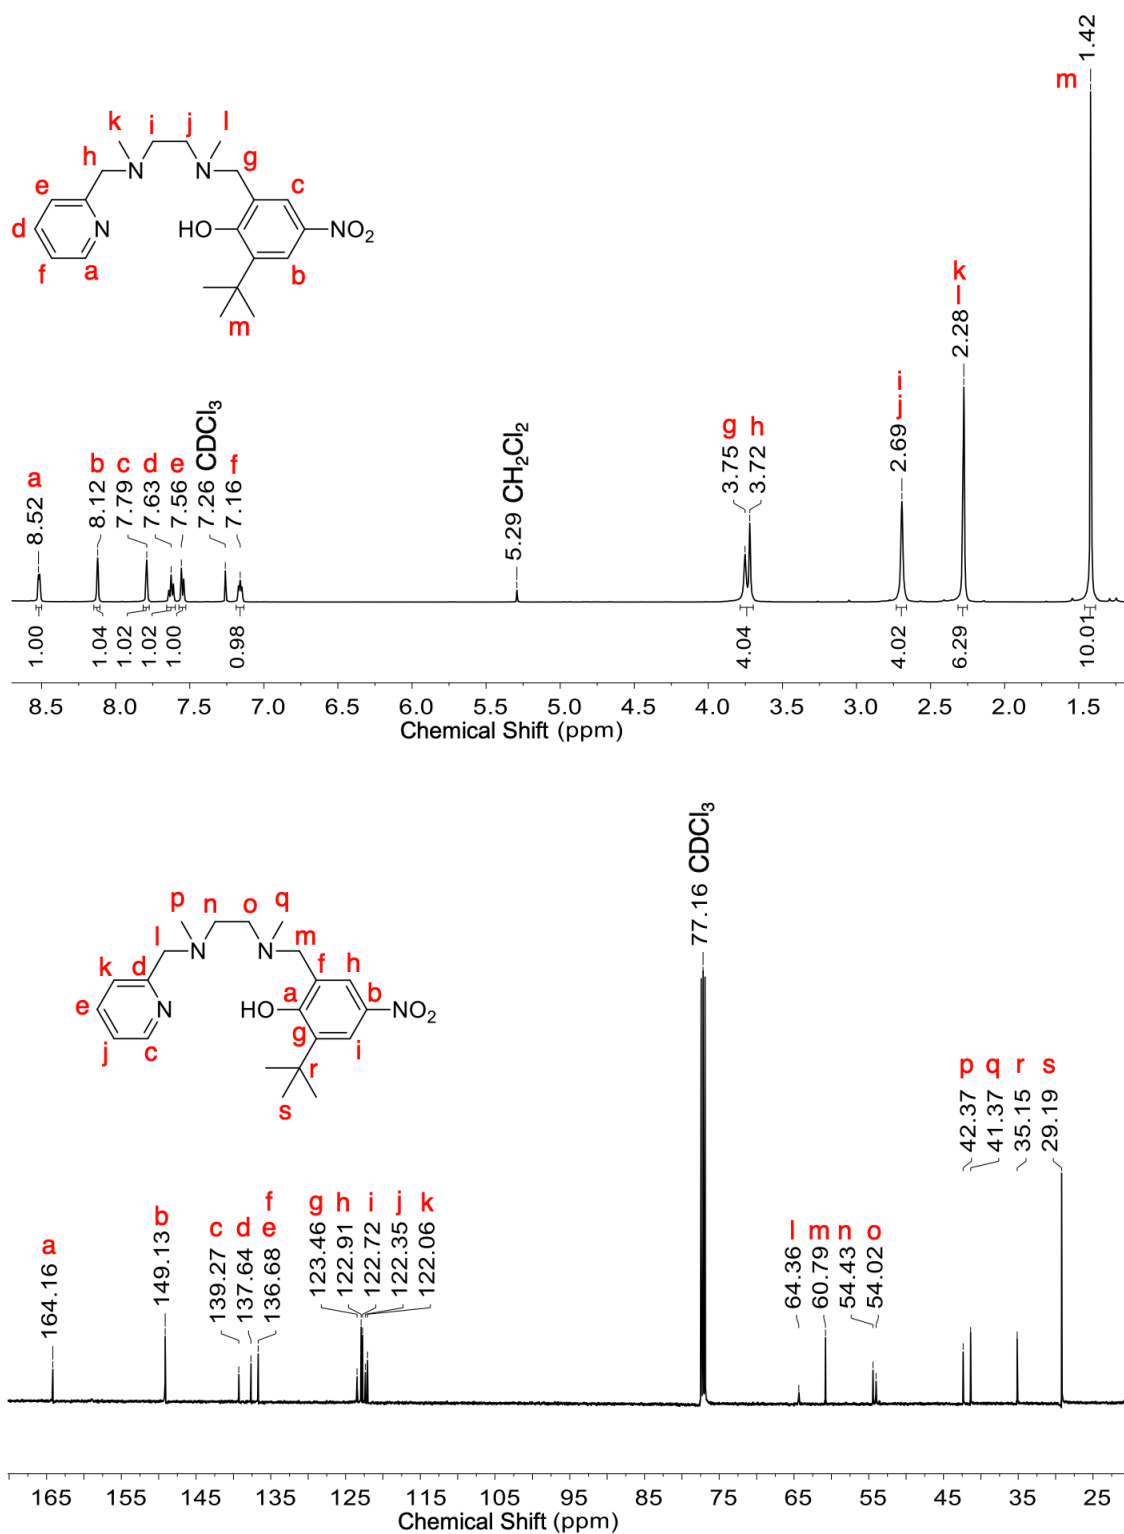 m
1.42
k i j l
h N N g
e c
d N HO NO2
f a b
m
k
l
2.28
i
j
2.69
g h
3.75
3.72
CH2Cl2
5.29
CDCl3
7.26
a b c d e f
8.52
8.12
7.79
7.63
7.56
7.16
1.00
1.04
1.02
1.02
1.00
0.98
4.04
4.02
6.29
10.01
8.5 8.0 7.5 7.0 6.5 6.0 5.5 5.0 4.5 4.0 3.5 3.0 2.5 2.0 1.5
Chemical Shift (ppm)
77.16 CDCl3
p n o q
l N N m
k d f h
e N HO a b NO2
j c g i
r
s
p q r s
42.37
41.37
35.15
29.19
a
164.16
b
149.13
c d f
e
139.27
137.64
136.68
g h i j k
123.46
122.91
122.72
122.35
122.06
l m n o
64.36
60.79
54.43
54.02
165 155 145 135 125 115 105 95 85 75 65 55 45 35 25
Chemical Shift (ppm)